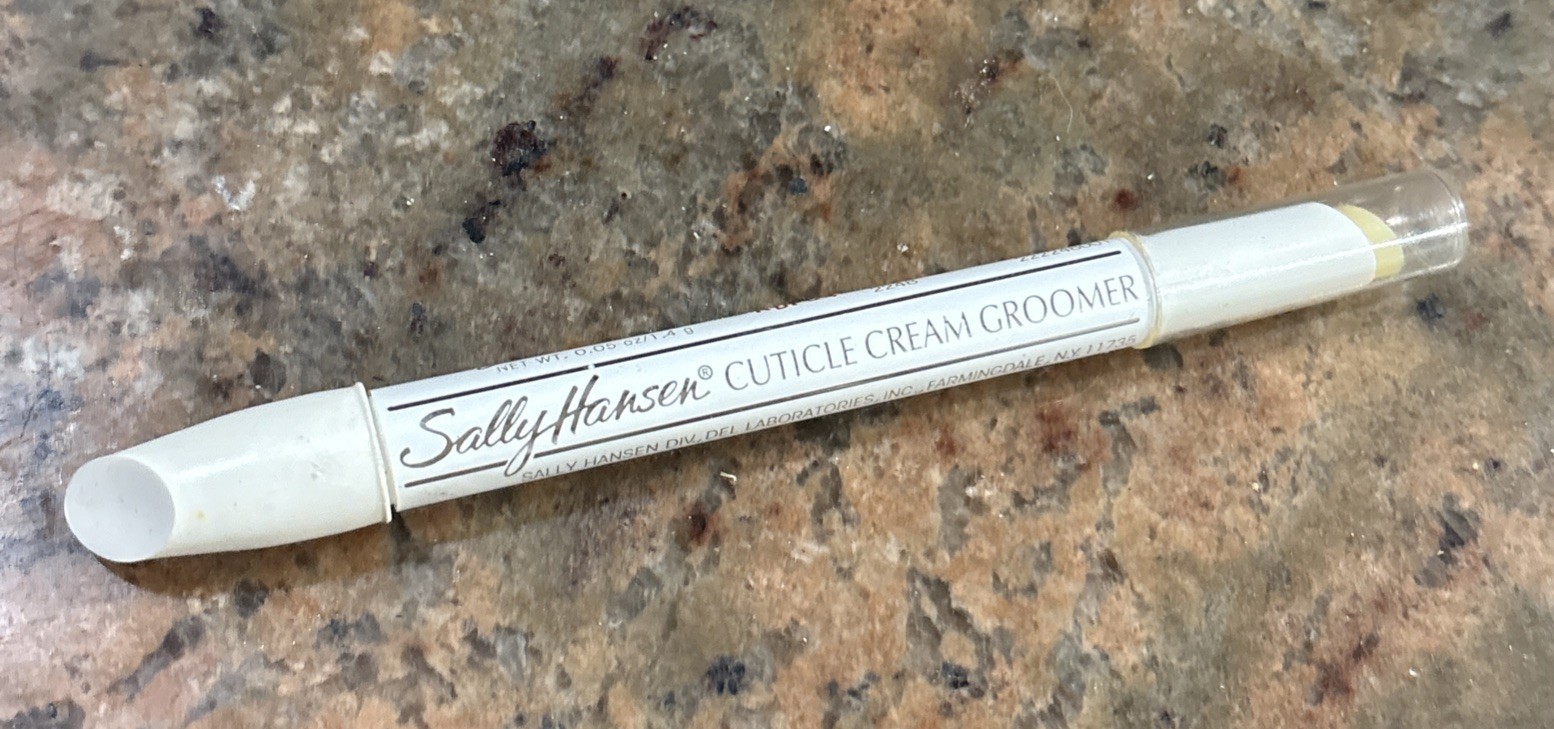 NET WT. 0.05 oz/1.4 g
Sally Hansen® CUTICLE CREAM GROOMER
SALLY HANSEN DIV. DEL LABORATORIES, INC., FARMINGDALE, N.Y. 11735